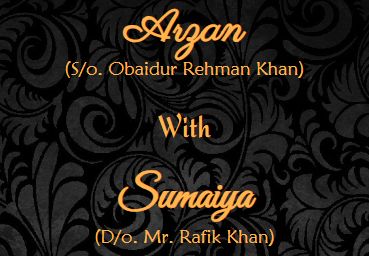 Arzan
(S/o. Obaidur Rehman Khan)
With
Sumaiya
(D/o. Mr. Rafik Khan)